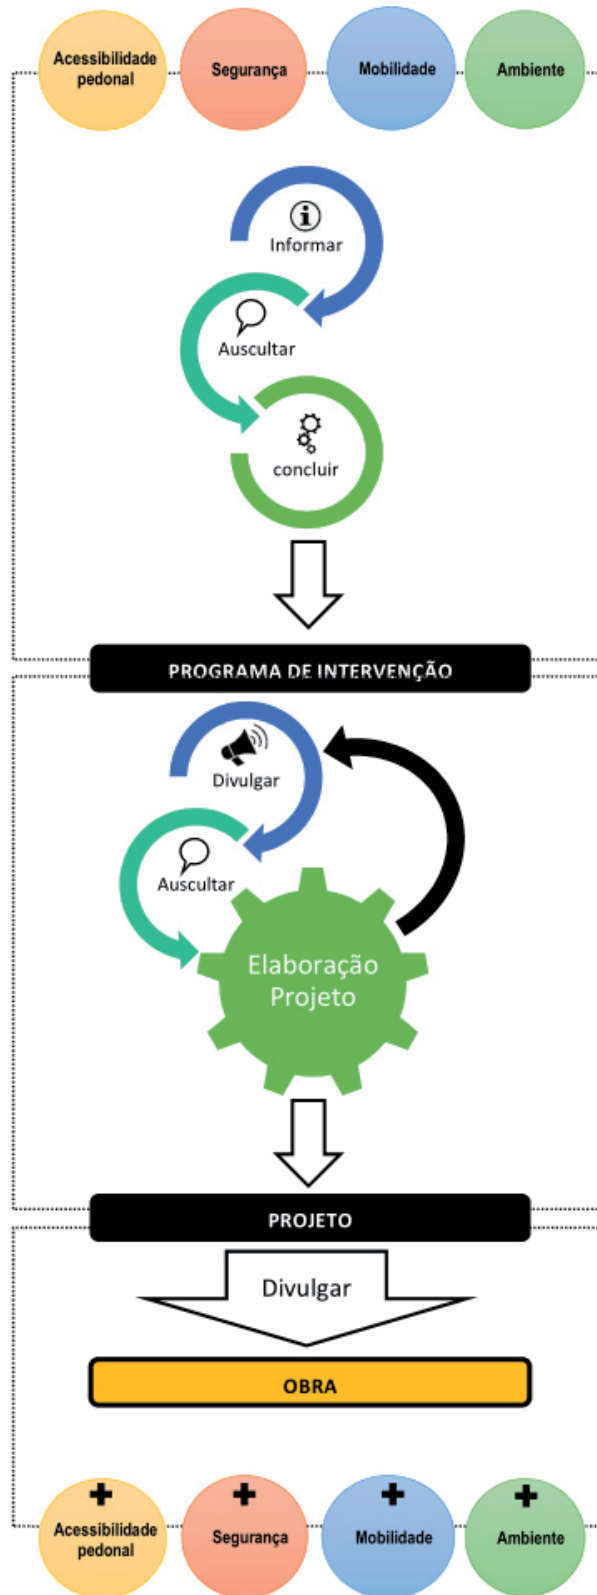 Acessibilidade
pedonal
Segurança
Mobilidade
Ambiente
Informar
Auscultar
concluir
PROGRAMA DE INTERVENÇÃO
Divulgar
Auscultar
Elaboração
Projeto
PROJETO
Divulgar
OBRA
Acessibilidade
pedonal
Segurança
Mobilidade
Ambiente